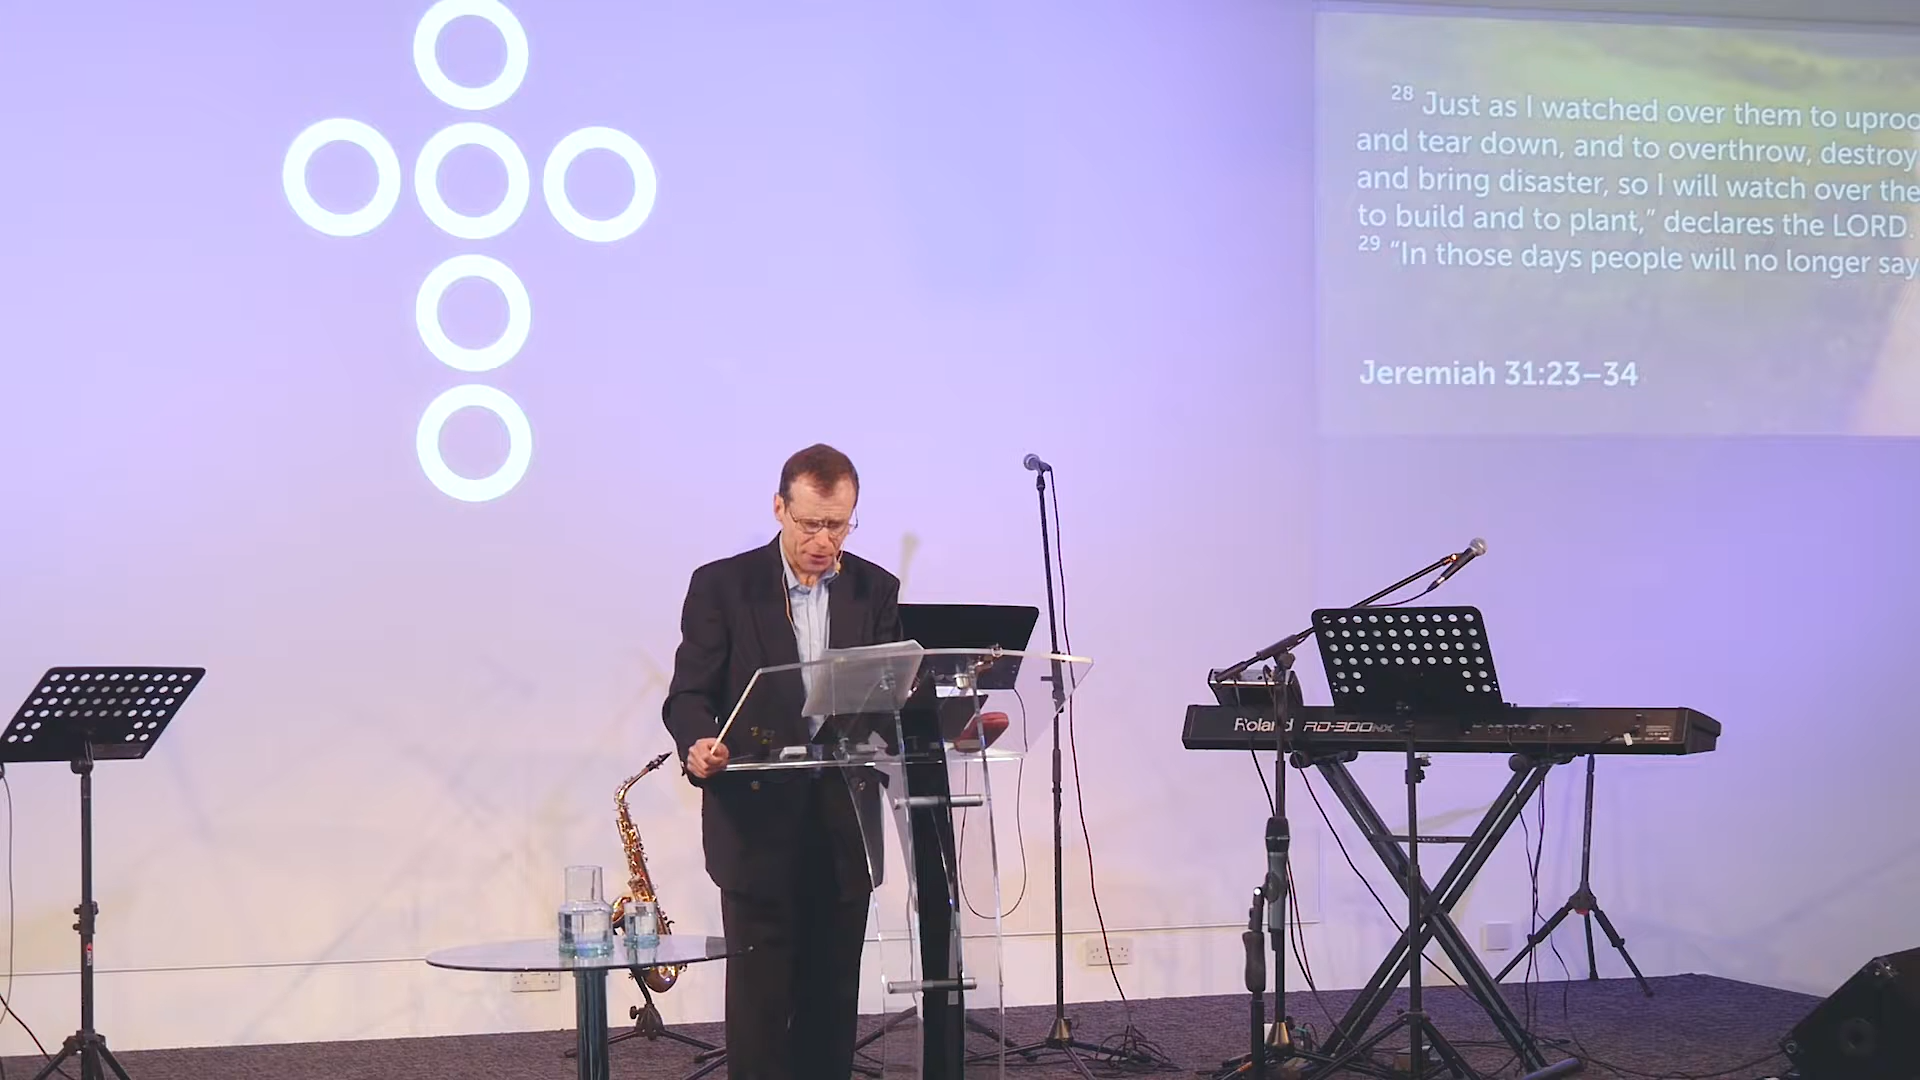 28 Just as I watched over them to uproo
and tear down, and to overthrow, destroy
and bring disaster, so I will watch over the
to build and to plant,” declares the LORD.
29 “In those days people will no longer say
Jeremiah 31:23–34
Roland RD-300NX